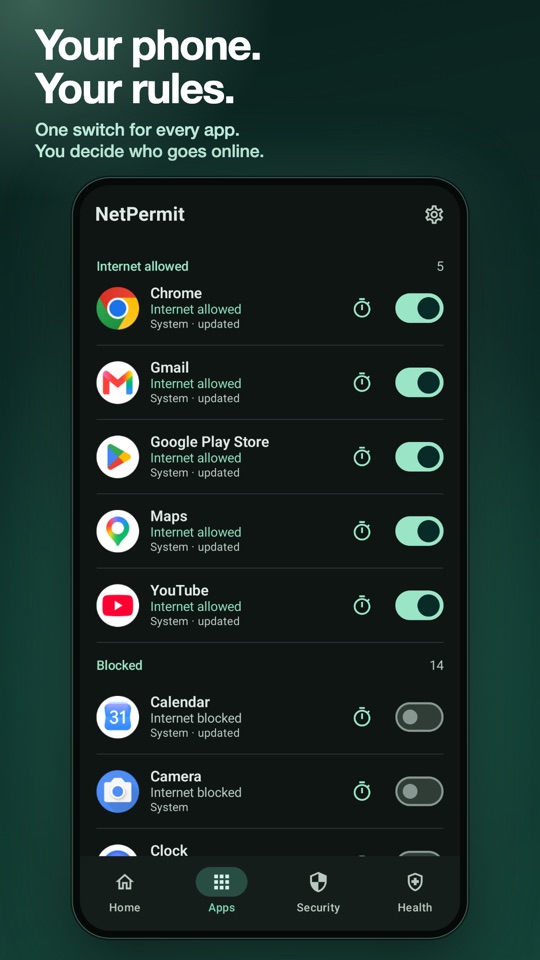 Your phone.
Your rules.
One switch for every app.
You decide who goes online.
NetPermit
Internet allowed 5
Chrome
Internet allowed
System · updated
Gmail
Internet allowed
System · updated
Google Play Store
Internet allowed
System · updated
Maps
Internet allowed
System · updated
YouTube
Internet allowed
System · updated
Blocked 14
31
Calendar
Internet blocked
System · updated
Camera
Internet blocked
System
Clock
Home Apps Security Health